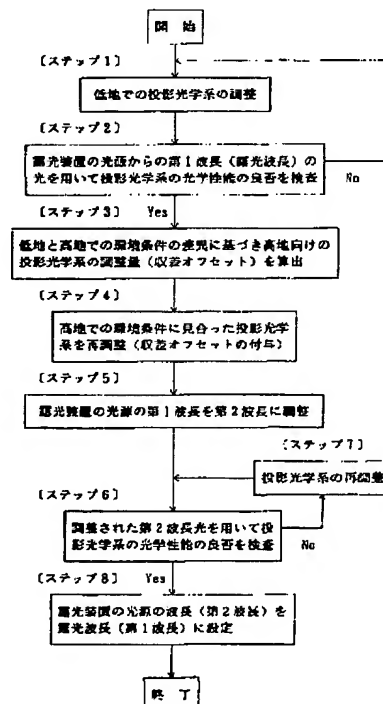 開 始
〔ステップ1〕
低地での投影光学系の調整
〔ステップ2〕
露光装置の光源からの第1波長(露光波長)の
光を用いて投影光学系の光学性能の良否を検査
No
〔ステップ3〕 Yes
低地と高地での環境条件の差異に基づき高地向けの
投影光学系の調整量(収差オフセット)を算出
〔ステップ4〕
高地での環境条件に見合った投影光学
系を再調整(収差オフセットの付与)
〔ステップ5〕
露光装置の光源の第1波長を第2波長に調整
〔ステップ7〕
投影光学系の再調整
〔ステップ6〕
調整された第2波長光を用いて投
影光学系の光学性能の良否を検査
No
〔ステップ8〕 Yes
露光装置の光源の波長(第2波長)を
露光波長(第1波長)に設定
終 了